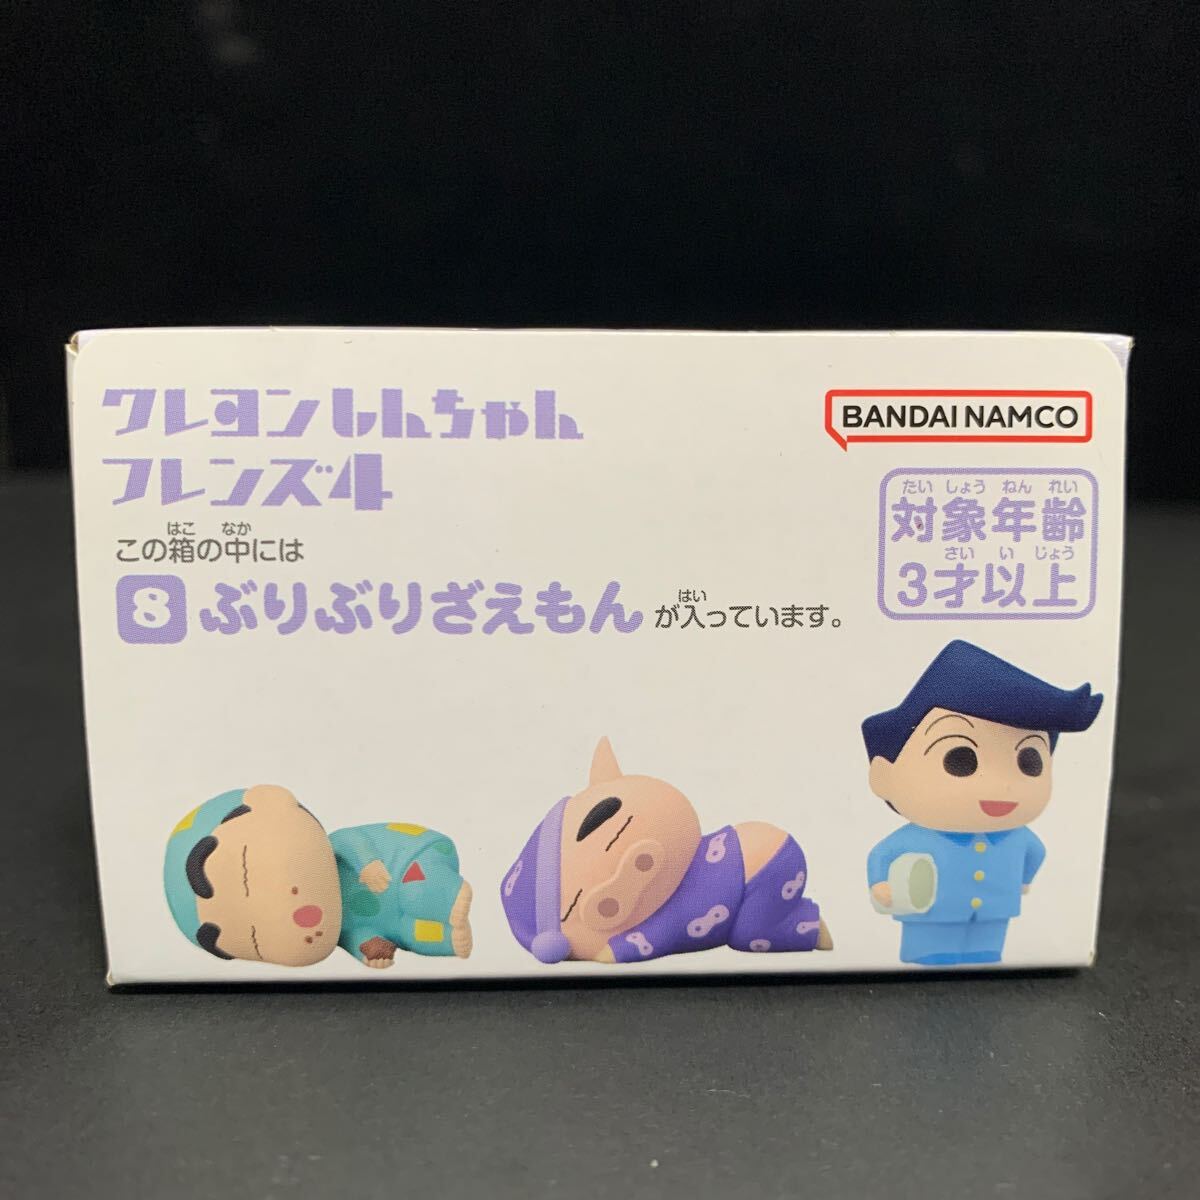 クレヨンしんちゃん
フレンズ4
はこ なか
この箱の中には
8 ぶりぶりざえもん が入っています。
はい
BANDAI NAMCO
たい しょう ねん れい
対象年齢
さい い じょう
3才以上